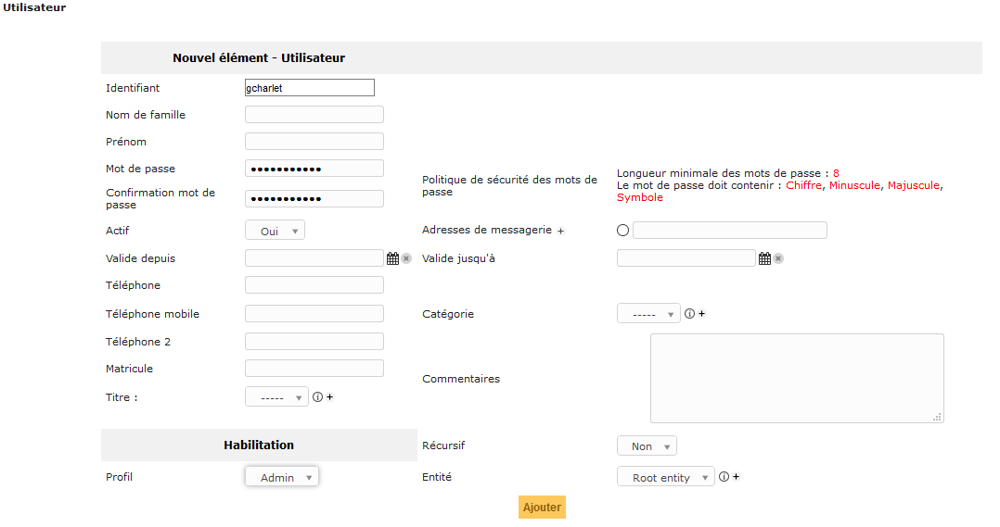 Utilisateur
Nouvel élément - Utilisateur
Identifiant gcharlet
Nom de famille
Prénom
Mot de passe •••••••••••
Confirmation mot de
passe •••••••••••
Politique de sécurité des mots de
passe
Longueur minimale des mots de passe : 8
Le mot de passe doit contenir : Chiffre, Minuscule, Majuscule,
Symbole
Actif Oui Adresses de messagerie +
Valide depuis Valide jusqu'à
Téléphone
Téléphone mobile Catégorie ----- +
Téléphone 2
Matricule
Commentaires
Titre : ----- +
Habilitation Récursif Non
Profil Admin Entité Root entity +
Ajouter